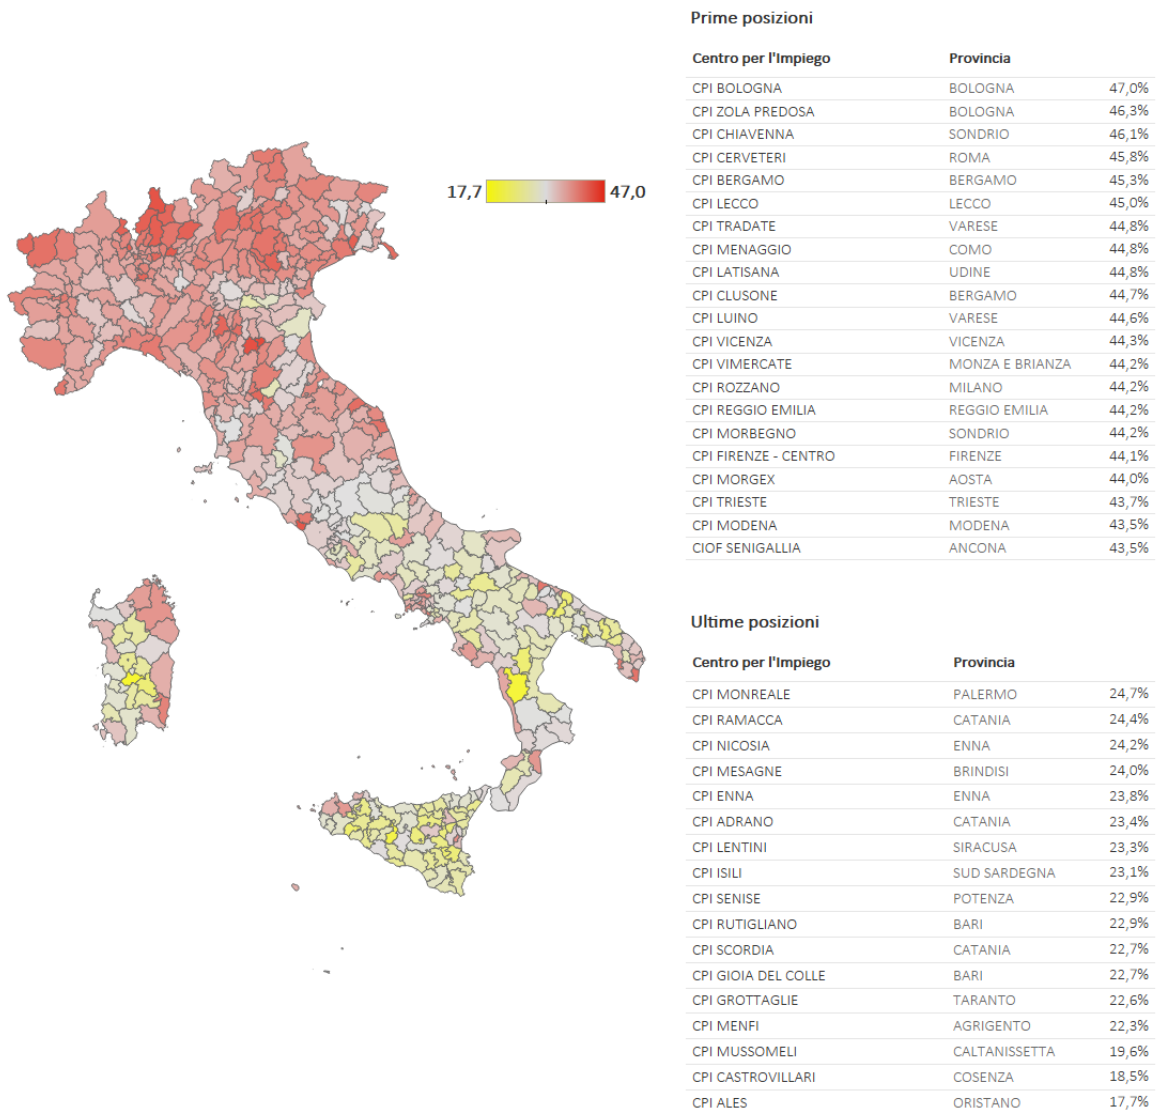 17,7 47,0
Prime posizioni
Centro per l'Impiego Provincia
CPI BOLOGNA BOLOGNA 47,0%
CPI ZOLA PREDOSA BOLOGNA 46,3%
CPI CHIAVENNA SONDRIO 46,1%
CPI CERVETERI ROMA 45,8%
CPI BERGAMO BERGAMO 45,3%
CPI LECCO LECCO 45,0%
CPI TRADATE VARESE 44,8%
CPI MENAGGIO COMO 44,8%
CPI LATISANA UDINE 44,8%
CPI CLUSONE BERGAMO 44,7%
CPI LUINO VARESE 44,6%
CPI VICENZA VICENZA 44,3%
CPI VIMERCATE MONZA E BRIANZA 44,2%
CPI ROZZANO MILANO 44,2%
CPI REGGIO EMILIA REGGIO EMILIA 44,2%
CPI MORBEGNO SONDRIO 44,2%
CPI FIRENZE - CENTRO FIRENZE 44,1%
CPI MORGEX AOSTA 44,0%
CPI TRIESTE TRIESTE 43,7%
CPI MODENA MODENA 43,5%
CIOF SENIGALLIA ANCONA 43,5%
Ultime posizioni
Centro per l'Impiego Provincia
CPI MONREALE PALERMO 24,7%
CPI RAMACCA CATANIA 24,4%
CPI NICOSIA ENNA 24,2%
CPI MESAGNE BRINDISI 24,0%
CPI ENNA ENNA 23,8%
CPI ADRANO CATANIA 23,4%
CPI LENTINI SIRACUSA 23,3%
CPI ISILI SUD SARDEGNA 23,1%
CPI SENISE POTENZA 22,9%
CPI RUTIGLIANO BARI 22,9%
CPI SCORDIA CATANIA 22,7%
CPI GIOIA DEL COLLE BARI 22,7%
CPI GROTTAGLIE TARANTO 22,6%
CPI MENFI AGRIGENTO 22,3%
CPI MUSSOMELI CALTANISSETTA 19,6%
CPI CASTROVILLARI COSENZA 18,5%
CPI ALES ORISTANO 17,7%